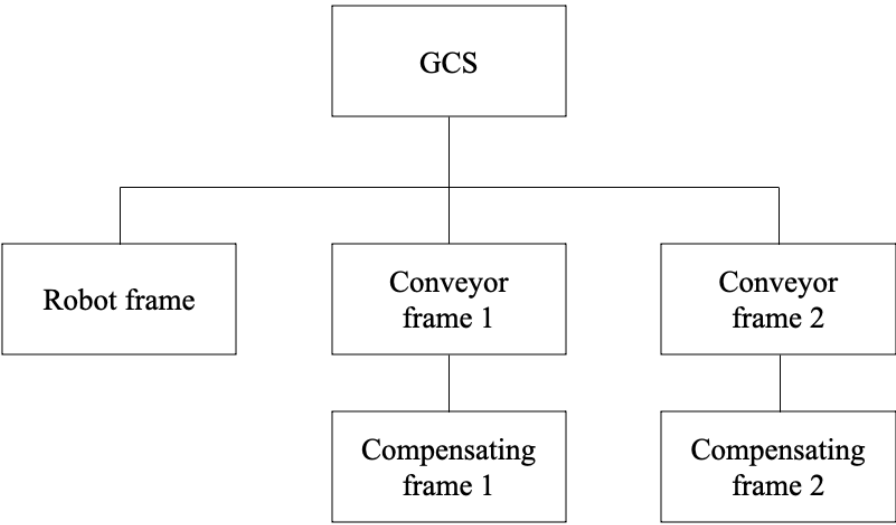 GCS
Robot frame
Conveyor
frame 1
Conveyor
frame 2
Compensating
frame 1
Compensating
frame 2